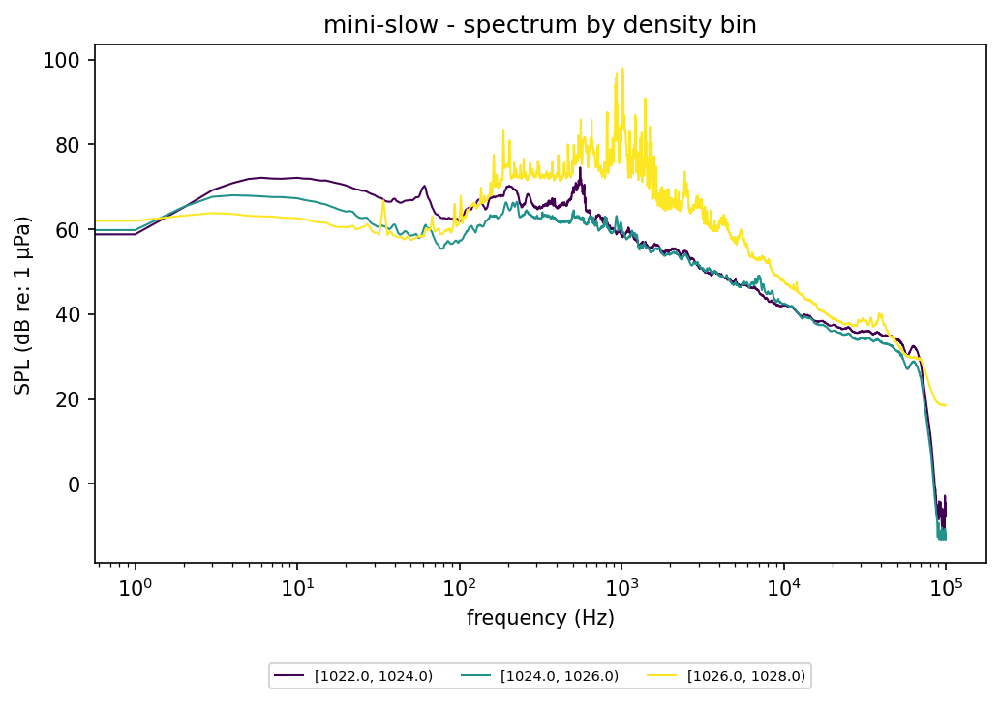 mini-slow - spectrum by density bin
SPL (dB re: 1 μPa)
100
80
60
40
20
0
10⁰ 10¹ 10² 10³ 10⁴ 10⁵
frequency (Hz)
[1022.0, 1024.0) [1024.0, 1026.0) [1026.0, 1028.0)